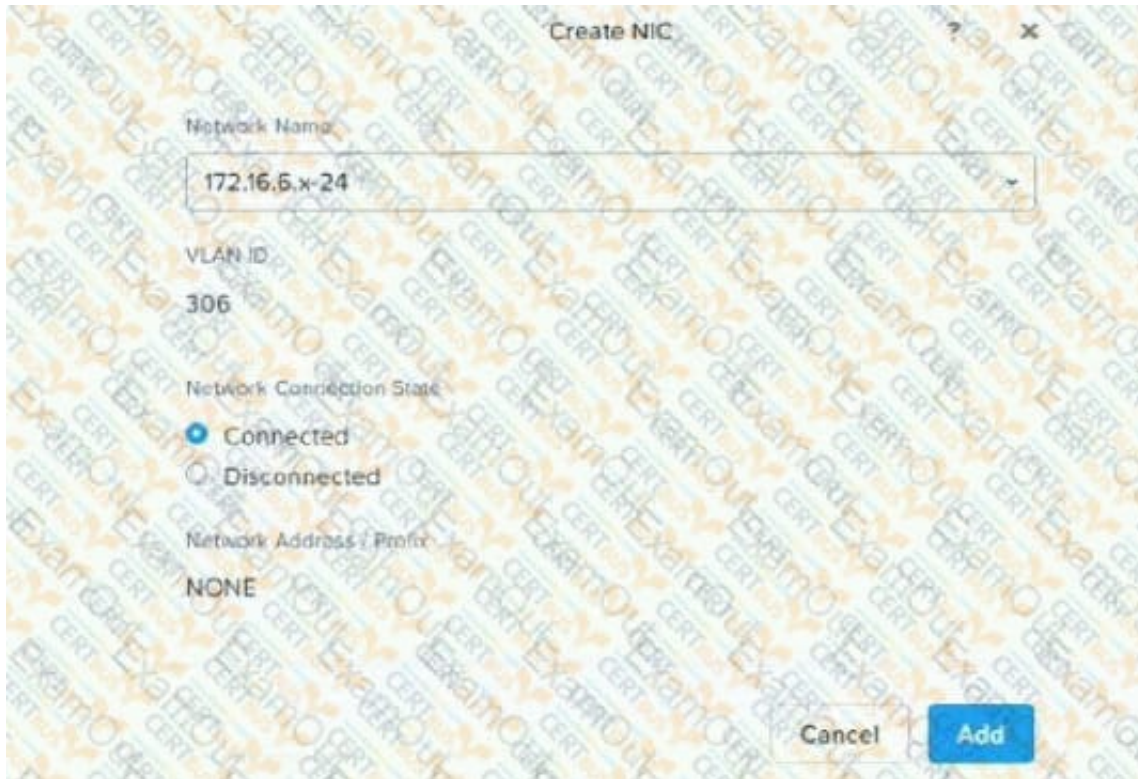 Create NIC ? ×
Network Name
172.16.6.x-24
VLAN ID
306
Network Connection State
Connected
Disconnected
Network Address / Prefix
NONE
Cancel Add